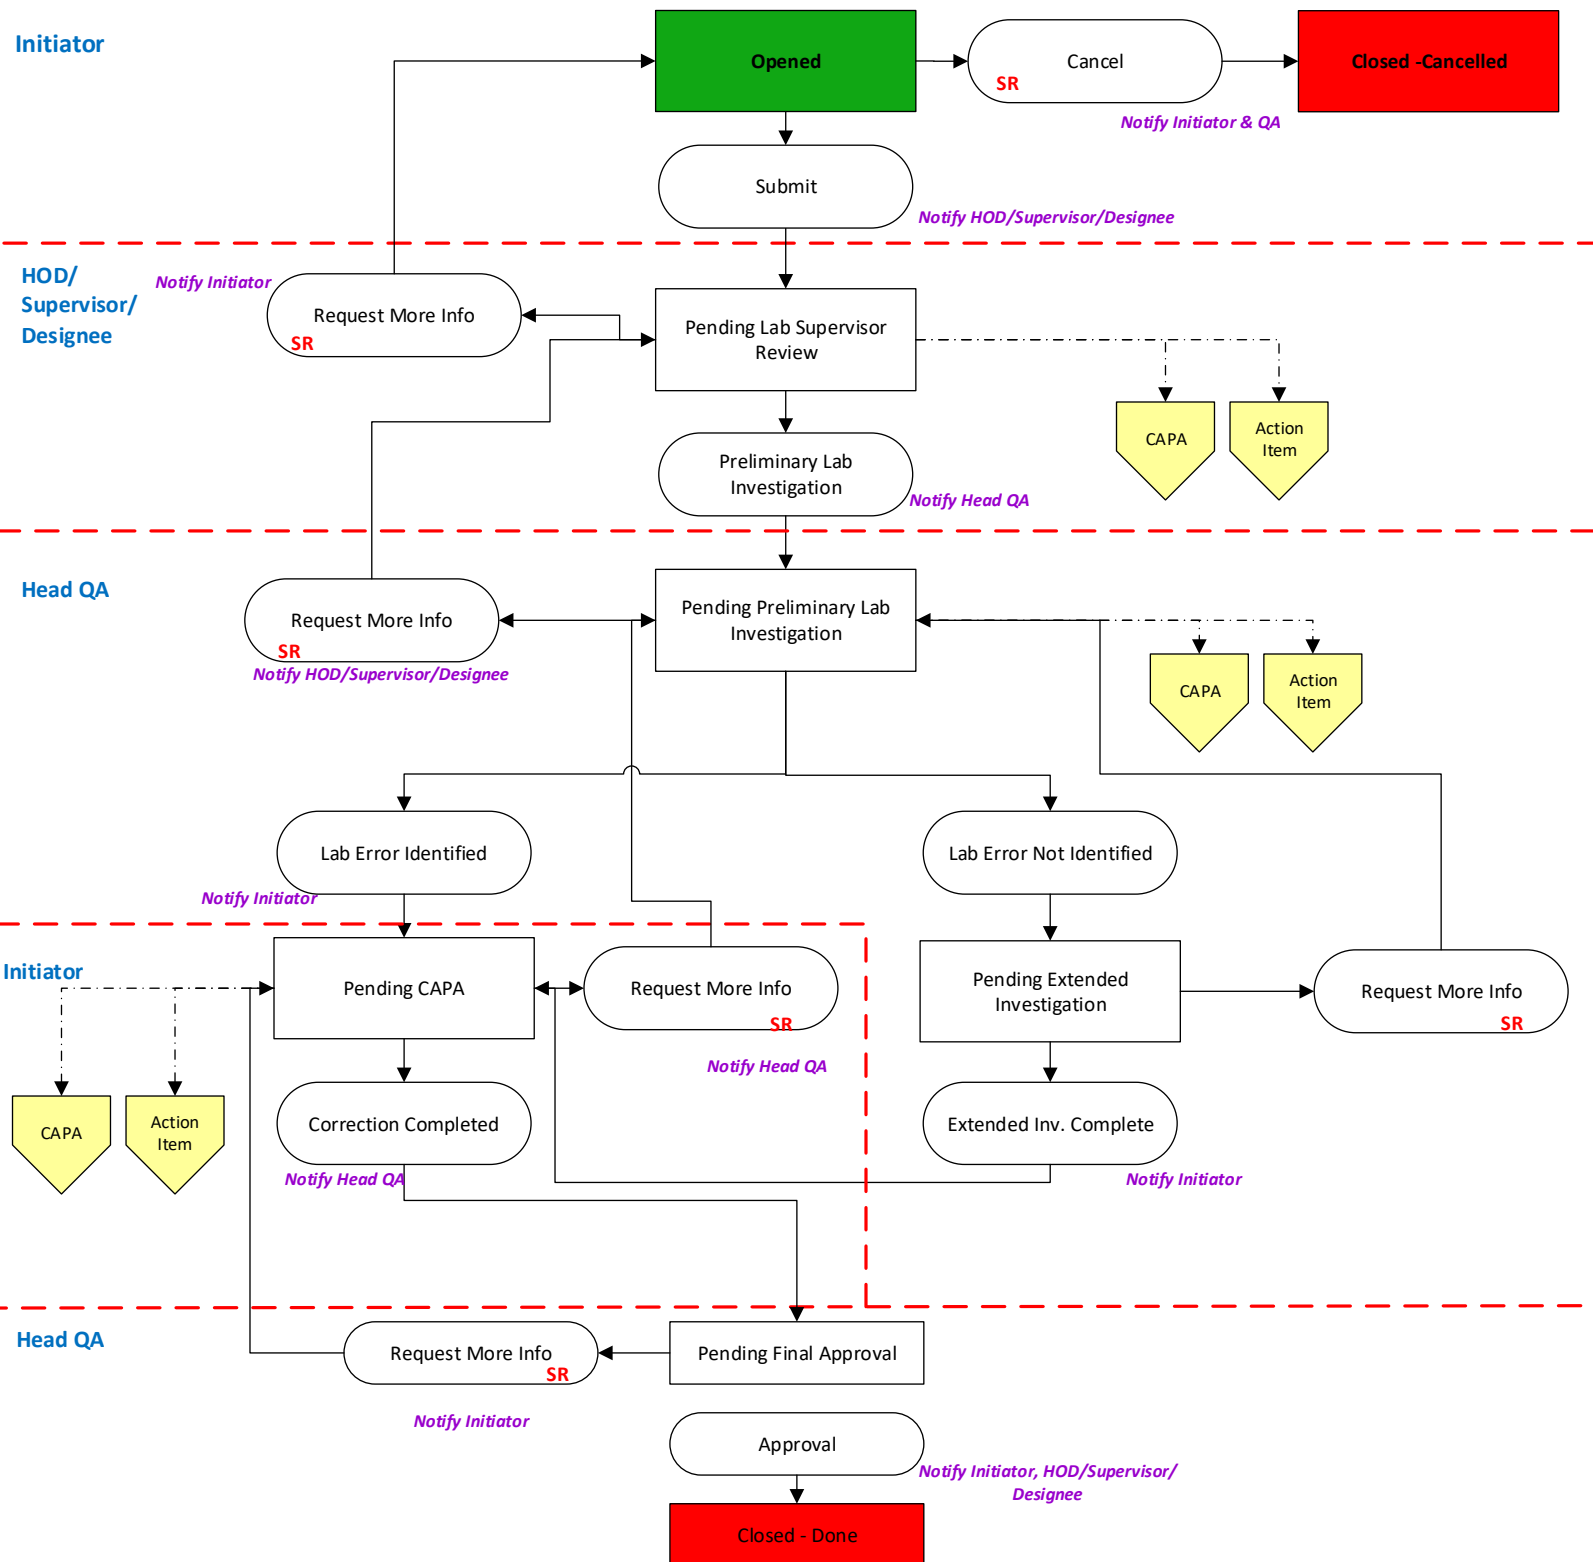 Initiator
Opened
Cancel
SR
Closed -Cancelled
Notify Initiator & QA
Submit
Notify HOD/Supervisor/Designee
HOD/
Supervisor/
Designee
Notify Initiator
Request More Info
SR
Pending Lab Supervisor
Review
CAPA
Action
Item
Preliminary Lab
Investigation
Notify Head QA
Head QA
Request More Info
SR
Notify HOD/Supervisor/Designee
Pending Preliminary Lab
Investigation
CAPA
Action
Item
Lab Error Identified
Notify Initiator
Lab Error Not Identified
Initiator
Pending CAPA
Request More Info
SR
Notify Head QA
Pending Extended
Investigation
Request More Info
SR
CAPA
Action
Item
Correction Completed
Notify Head QA
Extended Inv. Complete
Notify Initiator
Head QA
Request More Info
SR
Notify Initiator
Pending Final Approval
Approval
Notify Initiator, HOD/Supervisor/
Designee
Closed - Done